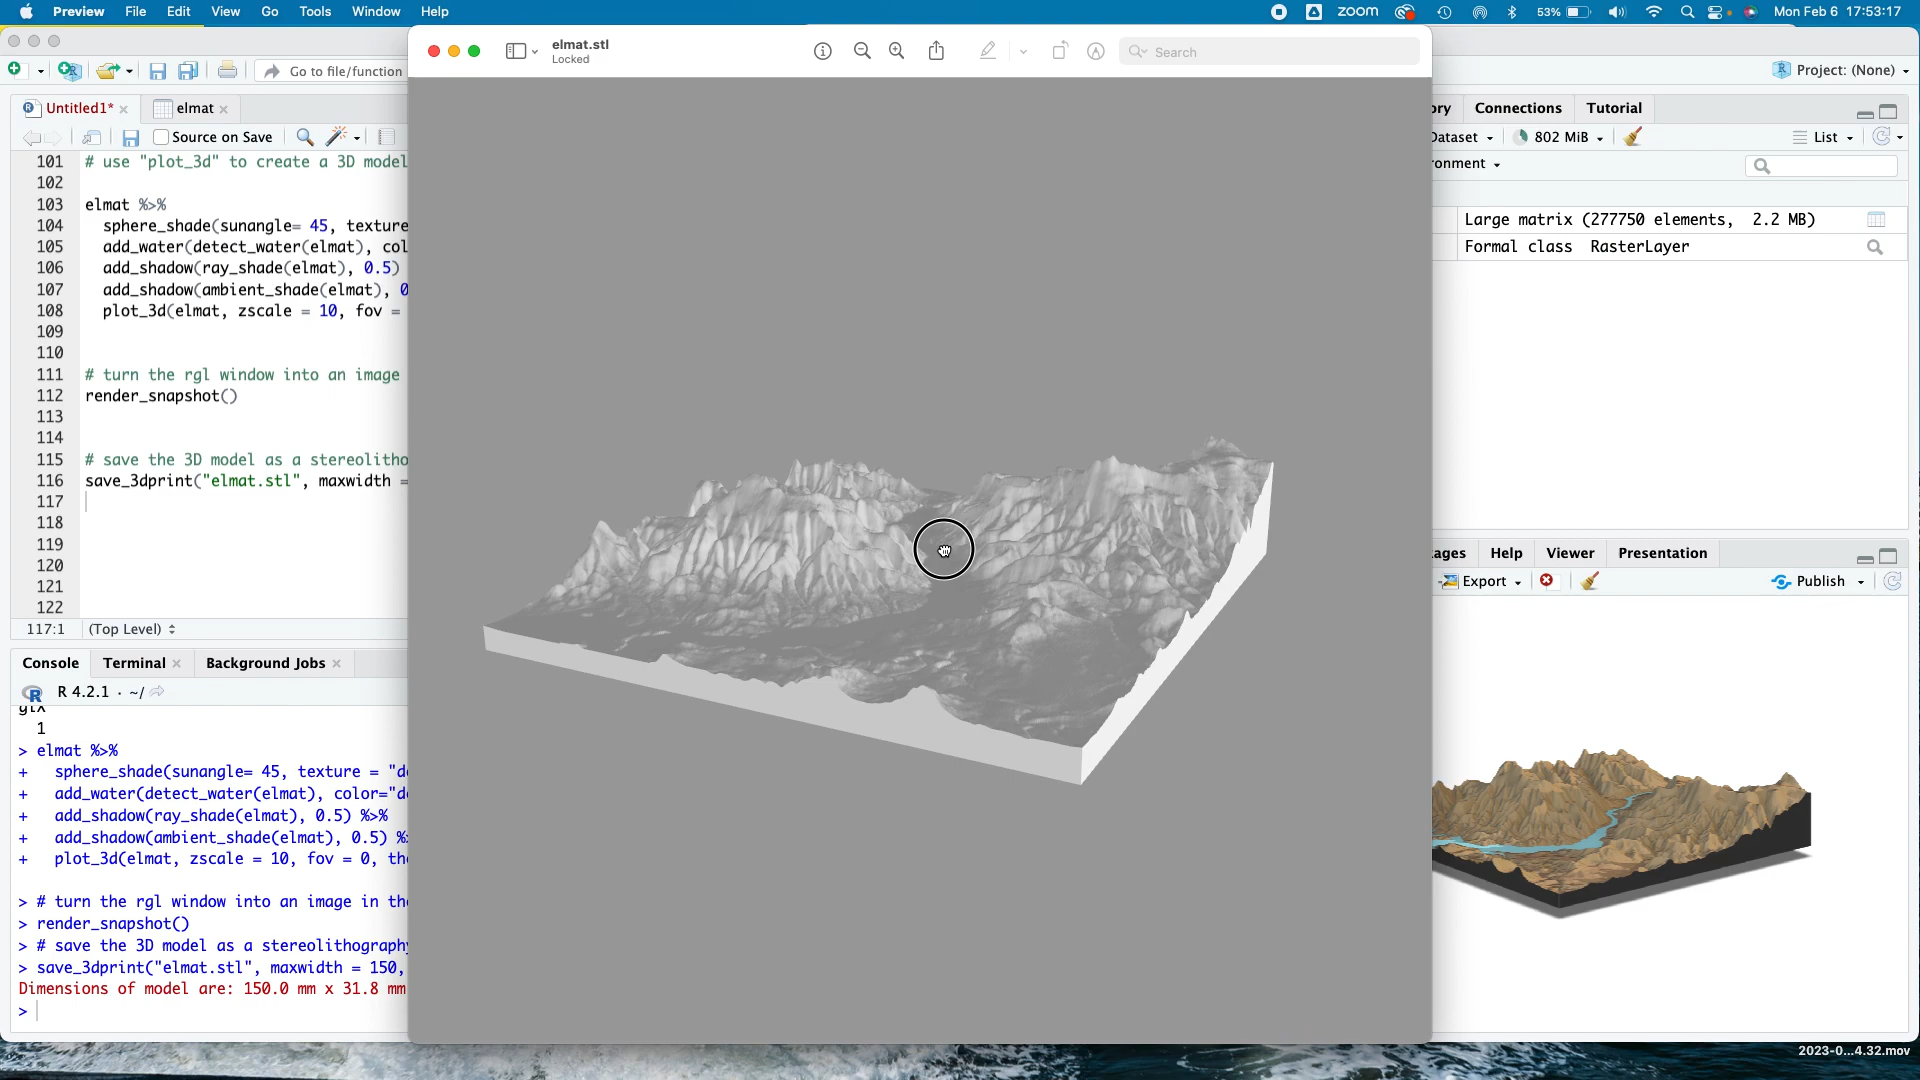 Preview File Edit View Go Tools Window Help zoom 53% Mon Feb 6 17:53:17
Go to file/function
elmat.stl
Locked
Search
Project: (None)
Untitled1* elmat
Source on Save
101 # use "plot_3d" to create a 3D model
102
103 elmat %>%
104 sphere_shade(sunangle= 45, texture
105 add_water(detect_water(elmat), col
106 add_shadow(ray_shade(elmat), 0.5)
107 add_shadow(ambient_shade(elmat), 0
108 plot_3d(elmat, zscale = 10, fov =
109
110
111 # turn the rgl window into an image
112 render_snapshot()
113
114
115 # save the 3D model as a stereolitho
116 save_3dprint("elmat.stl", maxwidth =
117
118
119
120
121
122
117:1 (Top Level)
Console Terminal Background Jobs
R 4.2.1 · ~/
glX
1
> elmat %>%
+ sphere_shade(sunangle= 45, texture = "d
+ add_water(detect_water(elmat), color="d
+ add_shadow(ray_shade(elmat), 0.5) %>%
+ add_shadow(ambient_shade(elmat), 0.5) %
+ plot_3d(elmat, zscale = 10, fov = 0, th
> # turn the rgl window into an image in th
> render_snapshot()
> # save the 3D model as a stereolithography
> save_3dprint("elmat.stl", maxwidth = 150,
Dimensions of model are: 150.0 mm x 31.8 mm
>
ory Connections Tutorial
Dataset 802 MiB List
ronment
Large matrix (277750 elements, 2.2 MB)
Formal class RasterLayer
ages Help Viewer Presentation
Export Publish
2023-0...4.32.mov